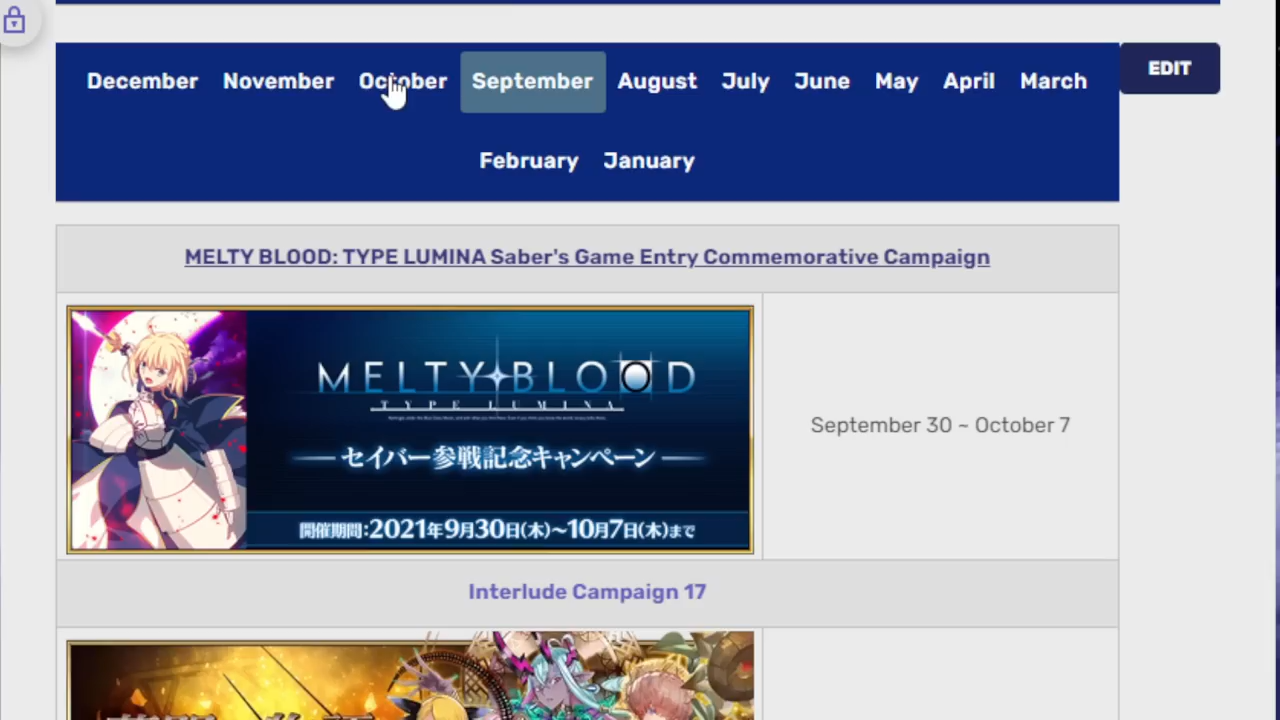 December November October September August July June May April March
EDIT
February January
MELTY BLOOD: TYPE LUMINA Saber's Game Entry Commemorative Campaign
MELTY BLOOD
TYPE LUMINA
セイバー参戦記念キャンペーン
開催期間:2021年9月30日(木)~10月7日(木)まで
September 30 ~ October 7
Interlude Campaign 17